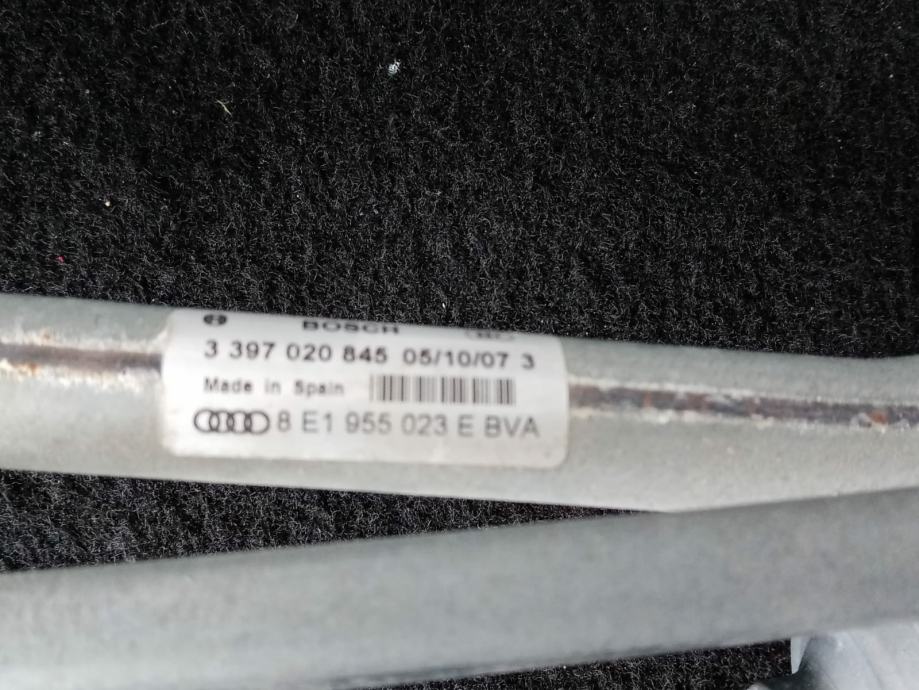 BOSCH
3 397 020 845 05/10/07 3
Made in Spain
8 E1 955 023 E BVA